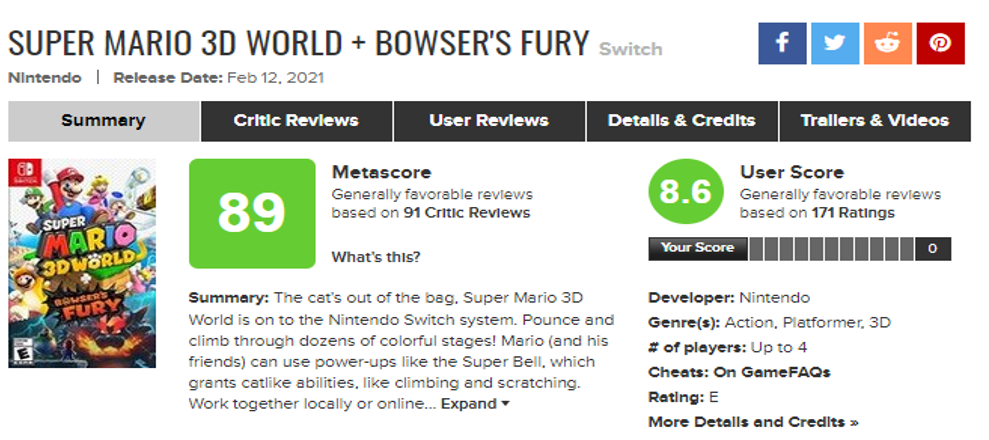 SUPER MARIO 3D WORLD + BOWSER'S FURY Switch
Nintendo | Release Date: Feb 12, 2021
Summary
Critic Reviews
User Reviews
Details & Credits
Trailers & Videos
SUPER
MARIO
3D WORLD
BOWSER'S
FURY
E
89
Metascore
Generally favorable reviews
based on 91 Critic Reviews
What's this?
8.6
User Score
Generally favorable reviews
based on 171 Ratings
Your Score
0
Summary: The cat's out of the bag, Super Mario 3D
World is on to the Nintendo Switch system. Pounce and
climb through dozens of colorful stages! Mario (and his
friends) can use power-ups like the Super Bell, which
grants catlike abilities, like climbing and scratching.
Work together locally or online... Expand
Developer: Nintendo
Genre(s): Action, Platformer, 3D
# of players: Up to 4
Cheats: On GameFAQs
Rating: E
More Details and Credits »